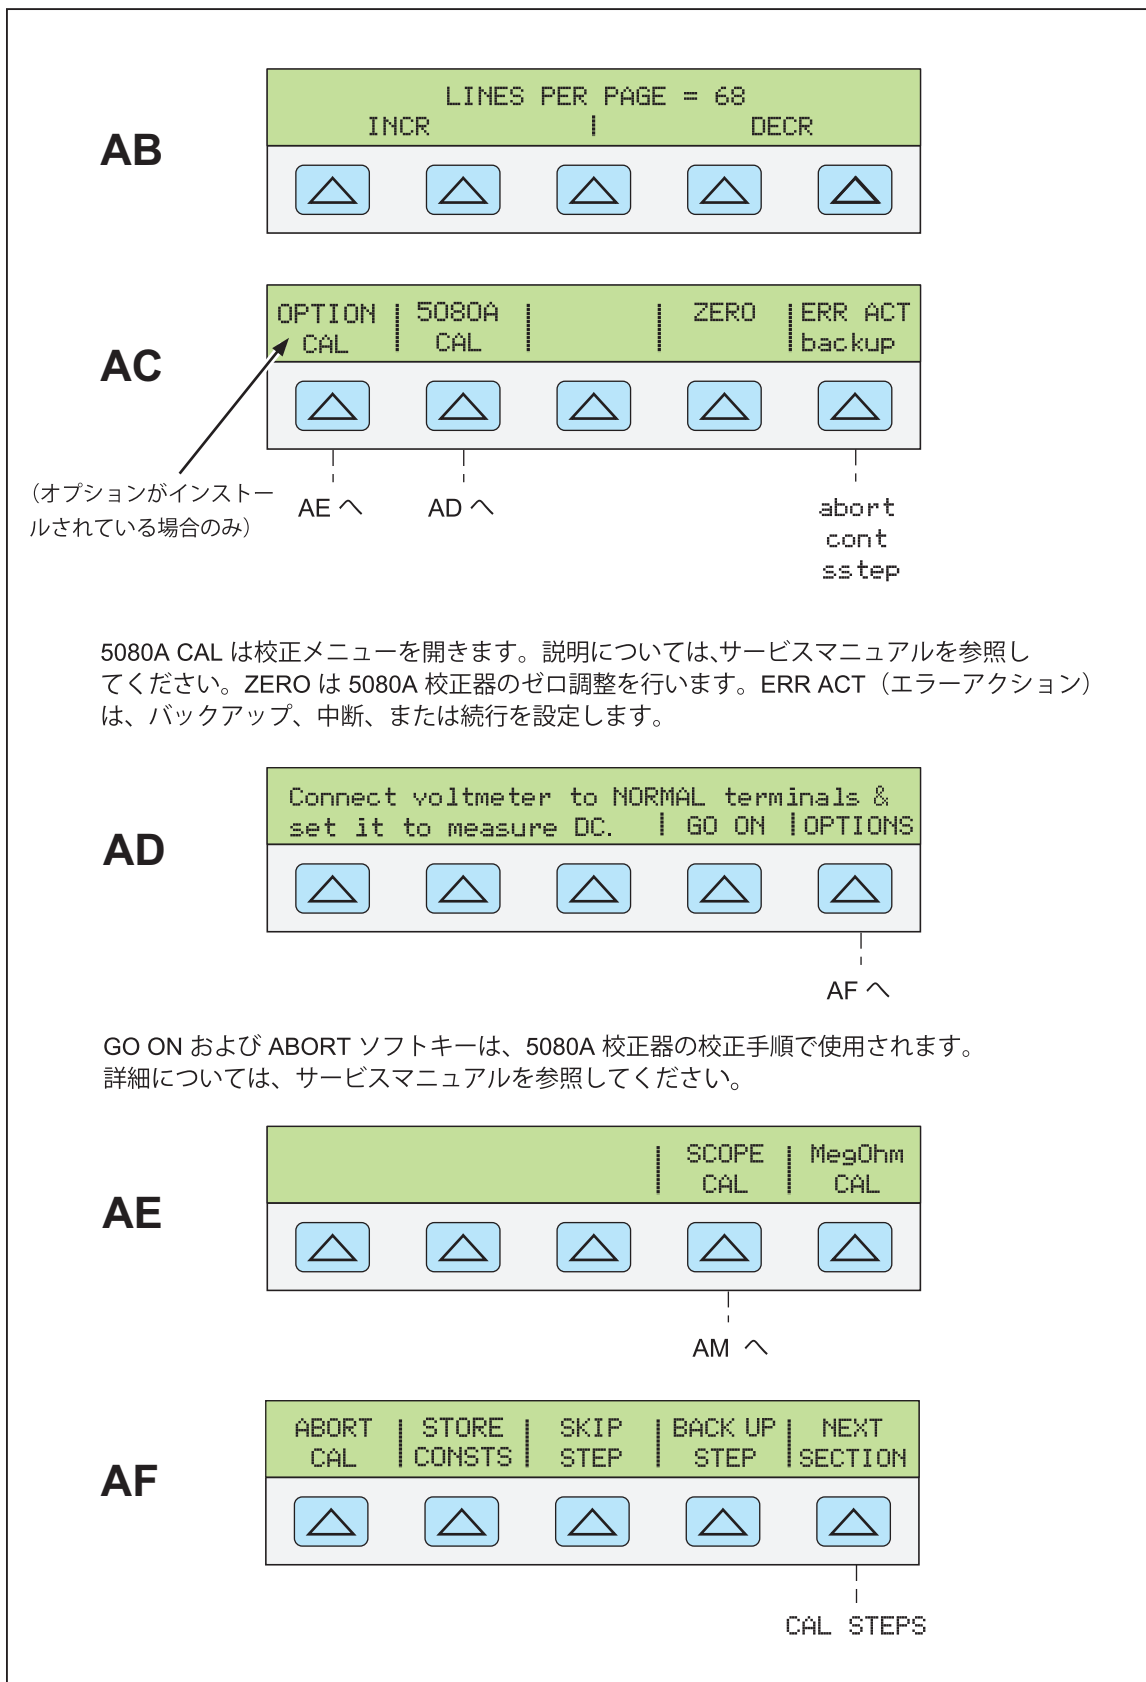 AB
LINES PER PAGE = 68
INCR | DECR
AC
OPTION | 5080A | | ZERO | ERR ACT
CAL | CAL | | | backup
(オプションがインストー
ルされている場合のみ)
AE へ
AD へ
abort
cont
sstep
5080A CAL は校正メニューを開きます。説明については、サービスマニュアルを参照し
てください。ZERO は 5080A 校正器のゼロ調整を行います。ERR ACT（エラーアクション）
は、バックアップ、中断、または続行を設定します。
AD
Connect voltmeter to NORMAL terminals &
set it to measure DC. | GO ON | OPTIONS
AF へ
GO ON および ABORT ソフトキーは、5080A 校正器の校正手順で使用されます。
詳細については、サービスマニュアルを参照してください。
AE
| SCOPE | MegOhm
| CAL | CAL
AM へ
AF
ABORT | STORE | SKIP | BACK UP | NEXT
CAL | CONSTS | STEP | STEP | SECTION
CAL STEPS